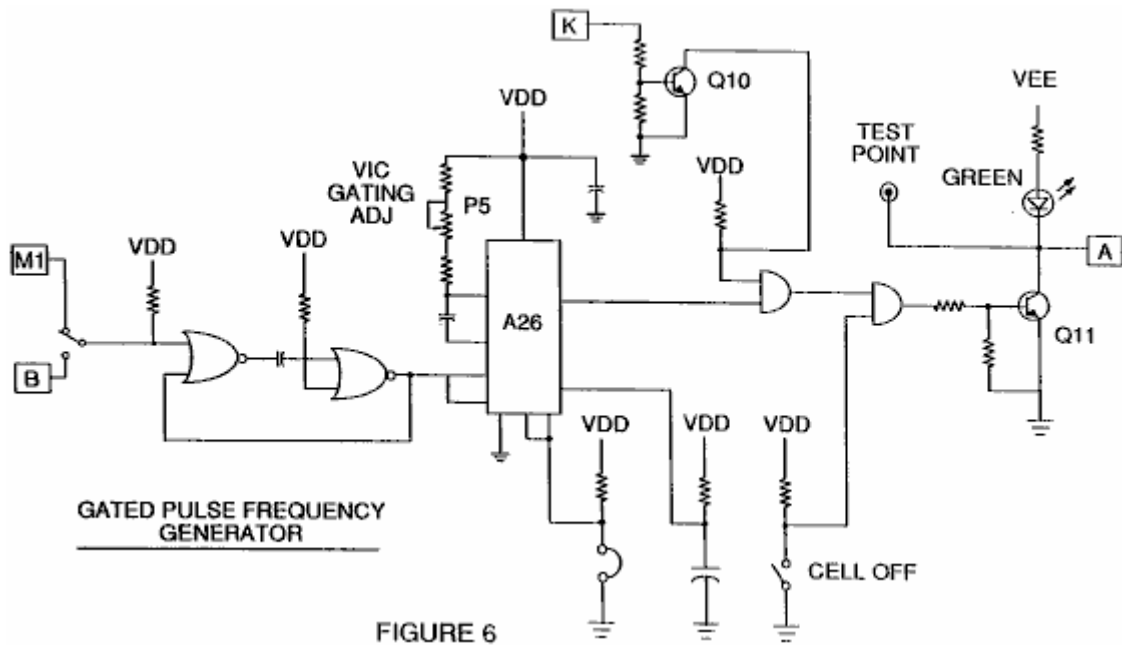 K
Q10
VDD
VEE
TEST
POINT
VIC
GATING
ADJ
P5
VDD
GREEN
M1
VDD
VDD
A
A26
Q11
B
VDD
VDD
VDD
GATED PULSE FREQUENCY
GENERATOR
CELL OFF
FIGURE 6